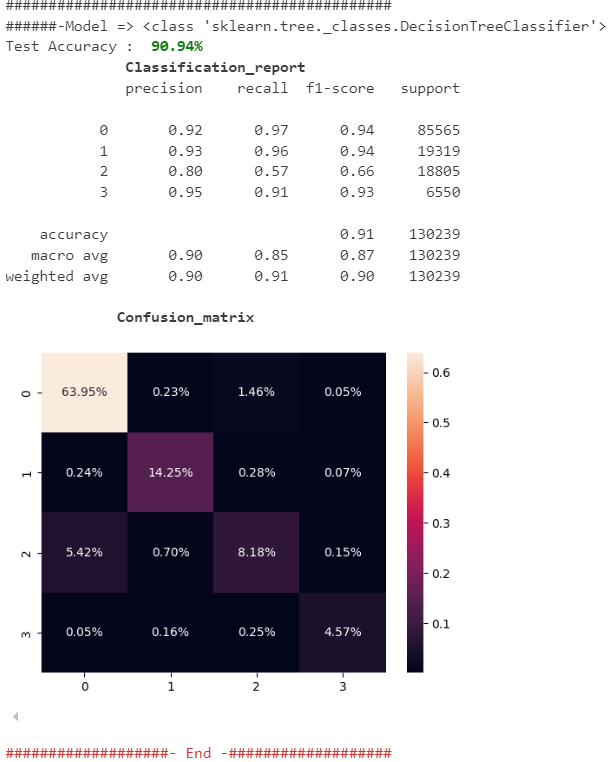 #############################################
######-Model => <class 'sklearn.tree._classes.DecisionTreeClassifier'>
Test Accuracy :  90.94%
Classification_report
precision    recall  f1-score   support
0       0.92      0.97      0.94     85565
1       0.93      0.96      0.94     19319
2       0.80      0.57      0.66     18805
3       0.95      0.91      0.93      6550
accuracy                           0.91    130239
macro avg       0.90      0.85      0.87    130239
weighted avg       0.90      0.91      0.90    130239
Confusion_matrix
0 63.95% 0.23% 1.46% 0.05%
1 0.24% 14.25% 0.28% 0.07%
2 5.42% 0.70% 8.18% 0.15%
3 0.05% 0.16% 0.25% 4.57%
0 1 2 3
0.6
0.5
0.4
0.3
0.2
0.1
###################- End -###################